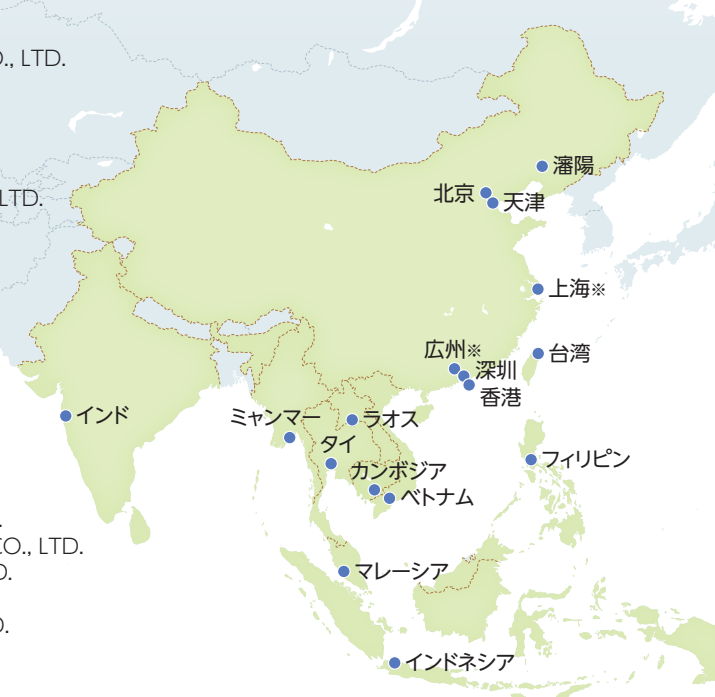 O., LTD.
瀋陽
LTD.
北京
天津
上海※
広州※
台湾
深圳
香港
インド
ミャンマー
ラオス
タイ
フィリピン
カンボジア
ベトナム
CO., LTD.
マレーシア
D.
D.
インドネシア